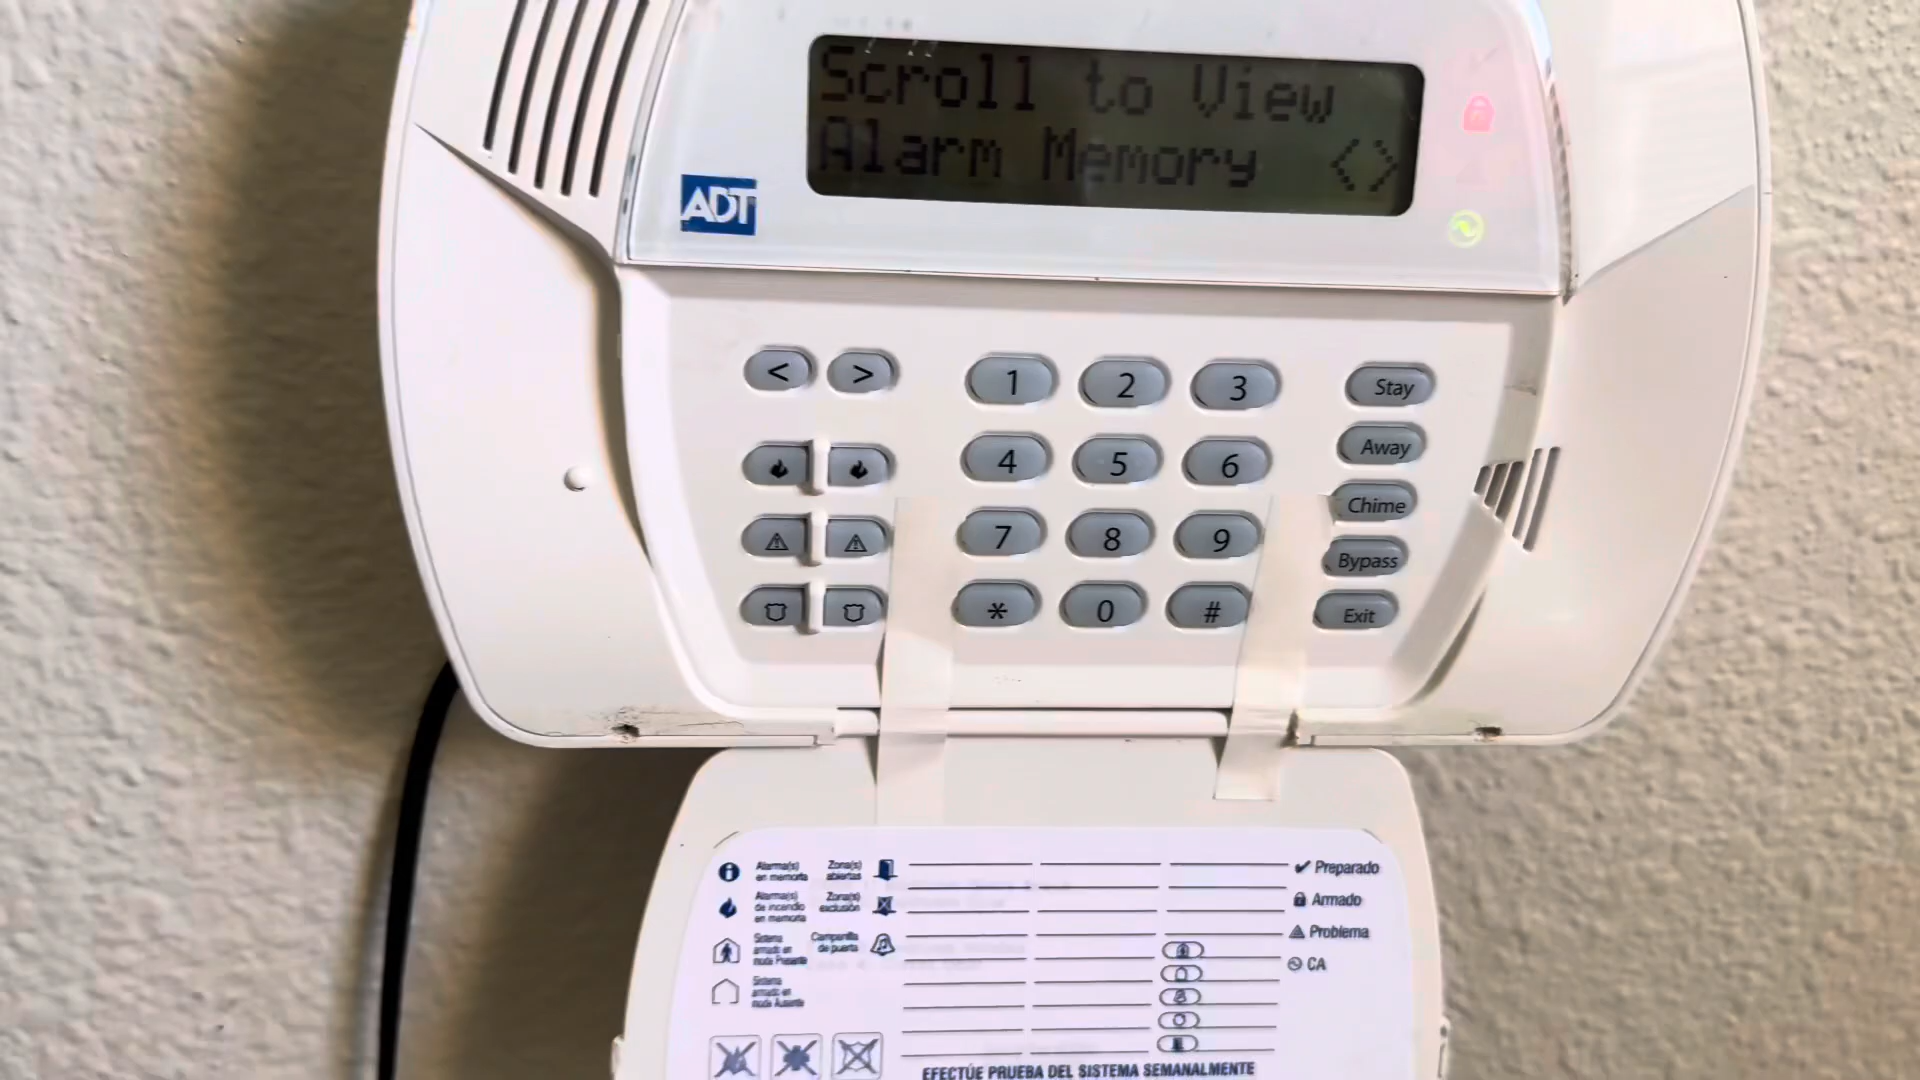 Scroll to View
Alarm Memory <>
ADT
< >
1 2 3
Stay
4 5 6
Away
7 8 9
Chime
Bypass
* 0 #
Exit
Alarma(s)
en memoria
Zona(s)
abiertas
Preparado
Alarma(s)
de incendio
en memoria
Zona(s)
exclusión
Armado
Sistema
armado en
modo Presente
Campanilla
de puerta
Problema
CA
Sistema
armado en
modo Ausente
EFECTÚE PRUEBA DEL SISTEMA SEMANALMENTE